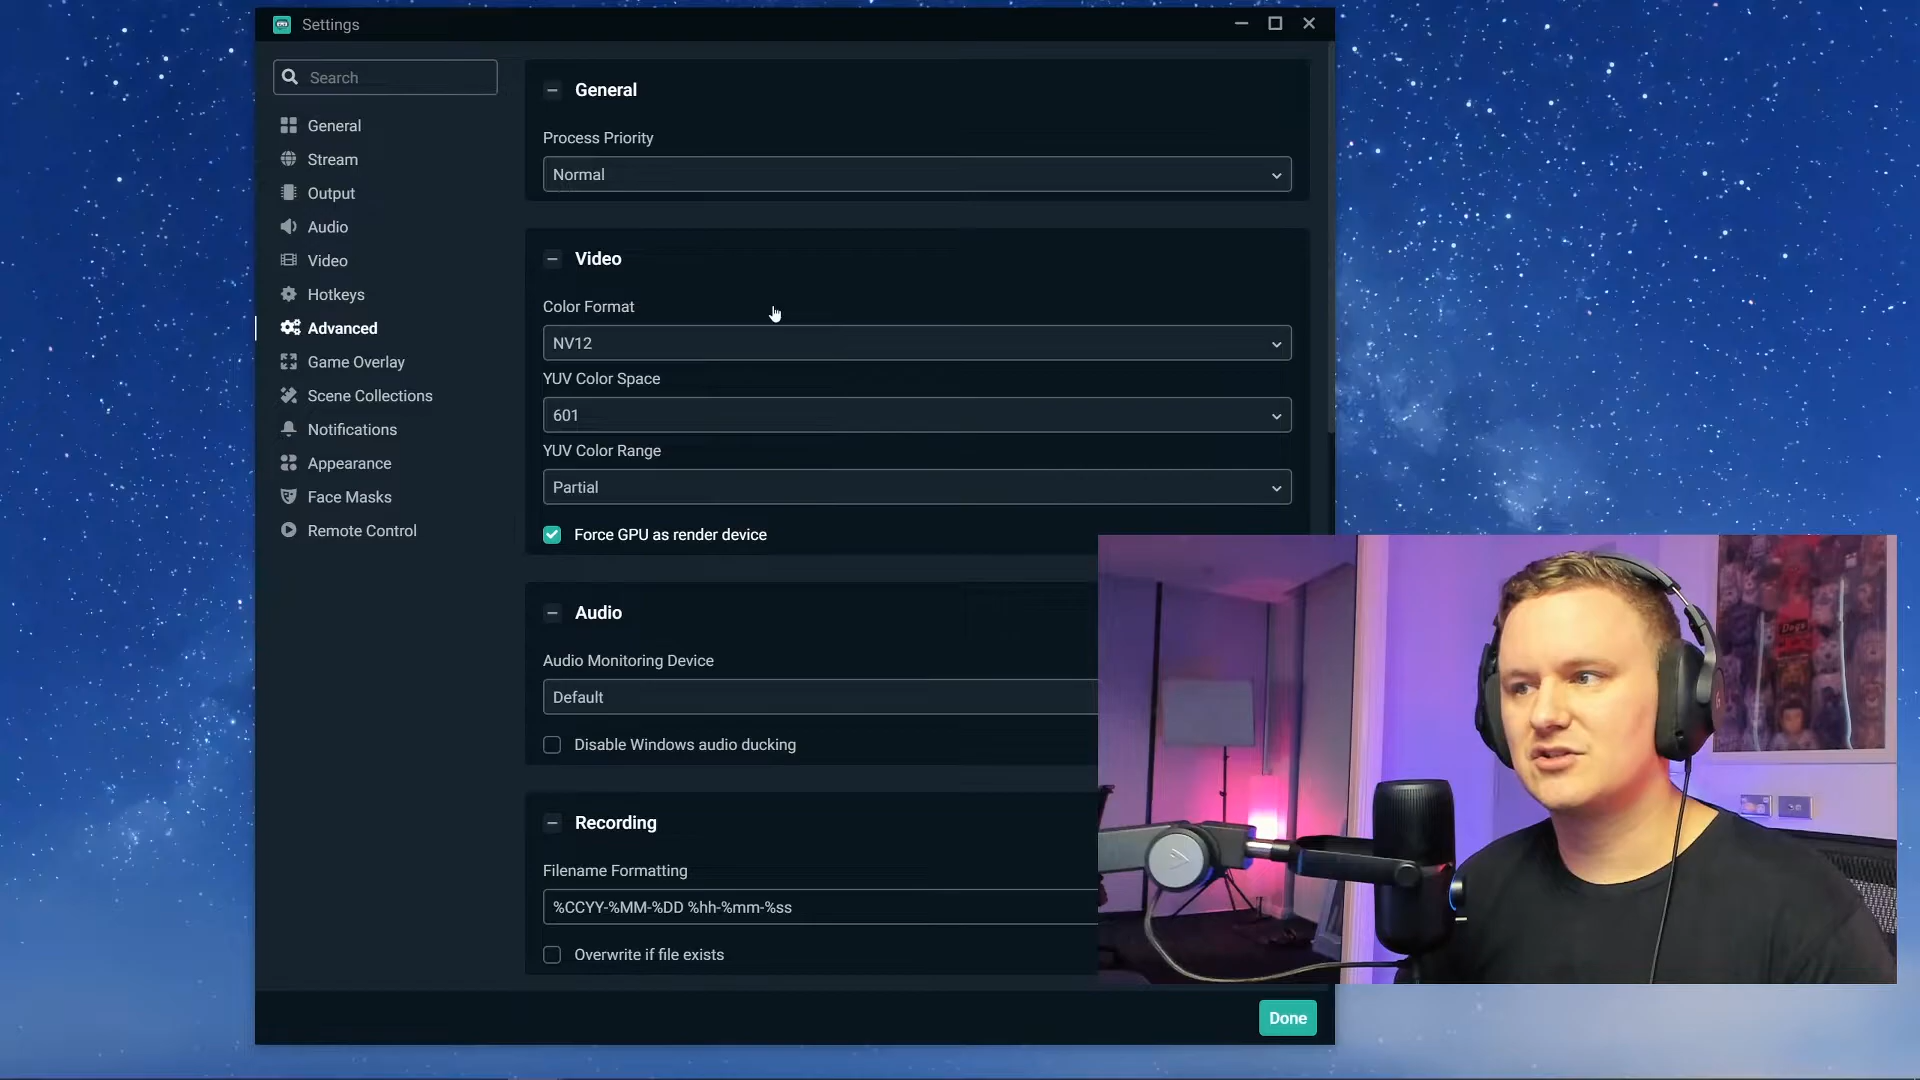 Settings
Search
General
Stream
Output
Audio
Video
Hotkeys
Advanced
Game Overlay
Scene Collections
Notifications
Appearance
Face Masks
Remote Control
General
Process Priority
Normal
Video
Color Format
NV12
YUV Color Space
601
YUV Color Range
Partial
Force GPU as render device
Audio
Audio Monitoring Device
Default
Disable Windows audio ducking
Recording
Filename Formatting
%CCYY-%MM-%DD %hh-%mm-%ss
Overwrite if file exists
Done
Dogs